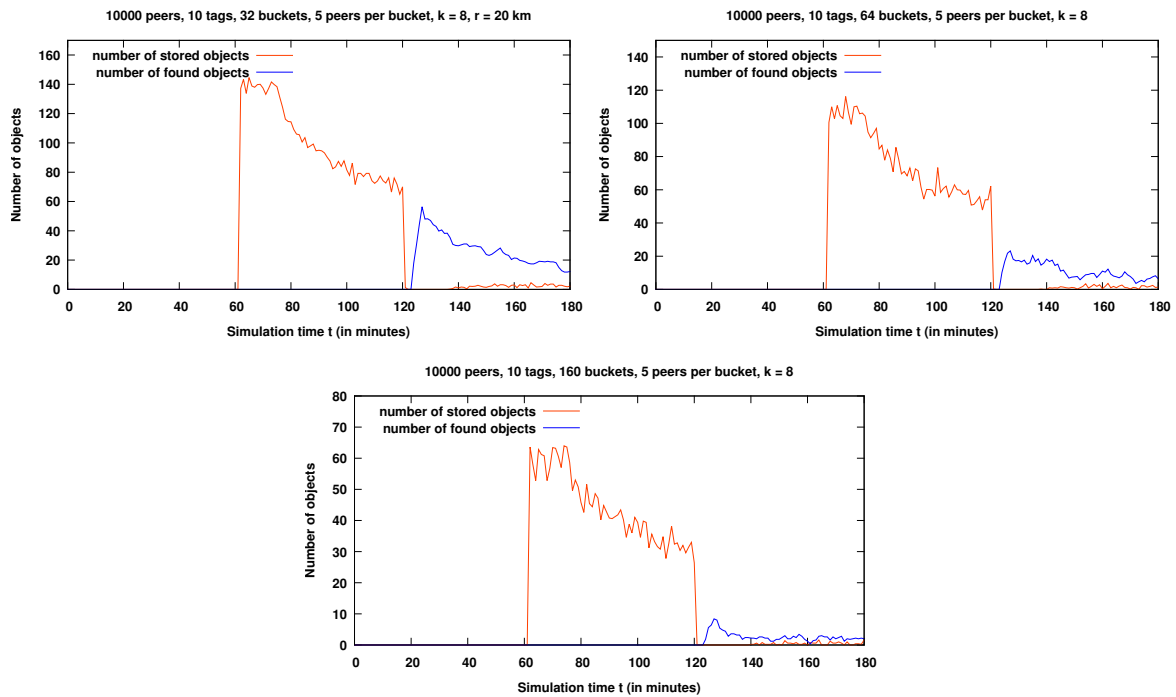 10000 peers, 10 tags, 32 buckets, 5 peers per bucket, k = 8, r = 20 km
number of stored objects
number of found objects
Number of objects
160
140
120
100
80
60
40
20
0
0 20 40 60 80 100 120 140 160 180
Simulation time t (in minutes)
10000 peers, 10 tags, 64 buckets, 5 peers per bucket, k = 8
number of stored objects
number of found objects
Number of objects
160
140
120
100
80
60
40
20
0
0 20 40 60 80 100 120 140 160 180
Simulation time t (in minutes)
10000 peers, 10 tags, 160 buckets, 5 peers per bucket, k = 8
number of stored objects
number of found objects
Number of objects
80
70
60
50
40
30
20
10
0
0 20 40 60 80 100 120 140 160 180
Simulation time t (in minutes)